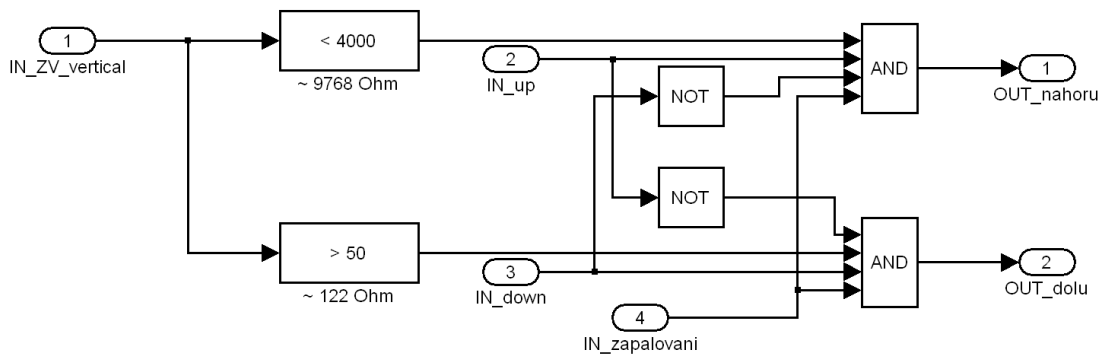 1
IN_ZV_vertical
< 4000
~ 9768 Ohm
2
IN_up
NOT
AND
1
OUT_nahoru
NOT
> 50
~ 122 Ohm
3
IN_down
AND
2
OUT_dolu
4
IN_zapalovani